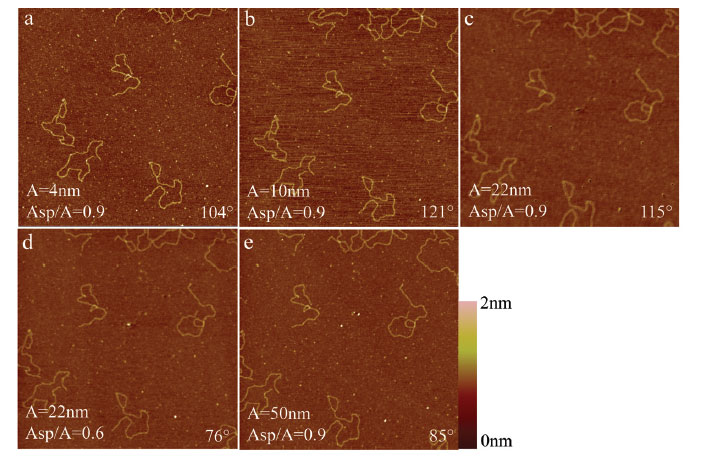 a
A=4nm
Asp/A=0.9
104°
b
A=10nm
Asp/A=0.9
121°
c
A=22nm
Asp/A=0.9
115°
d
A=22nm
Asp/A=0.6
76°
e
A=50nm
Asp/A=0.9
85°
2nm
0nm